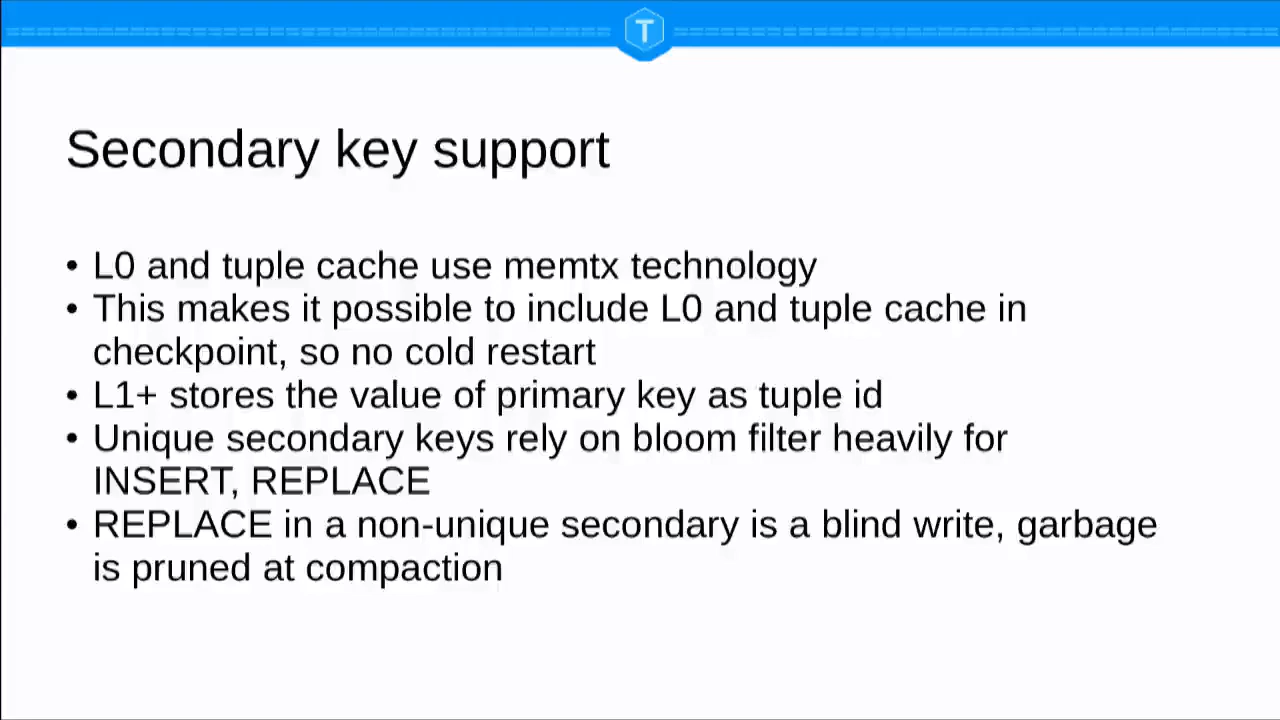 T
Secondary key support
• L0 and tuple cache use memtx technology
• This makes it possible to include L0 and tuple cache in
checkpoint, so no cold restart
• L1+ stores the value of primary key as tuple id
• Unique secondary keys rely on bloom filter heavily for
INSERT, REPLACE
• REPLACE in a non-unique secondary is a blind write, garbage
is pruned at compaction